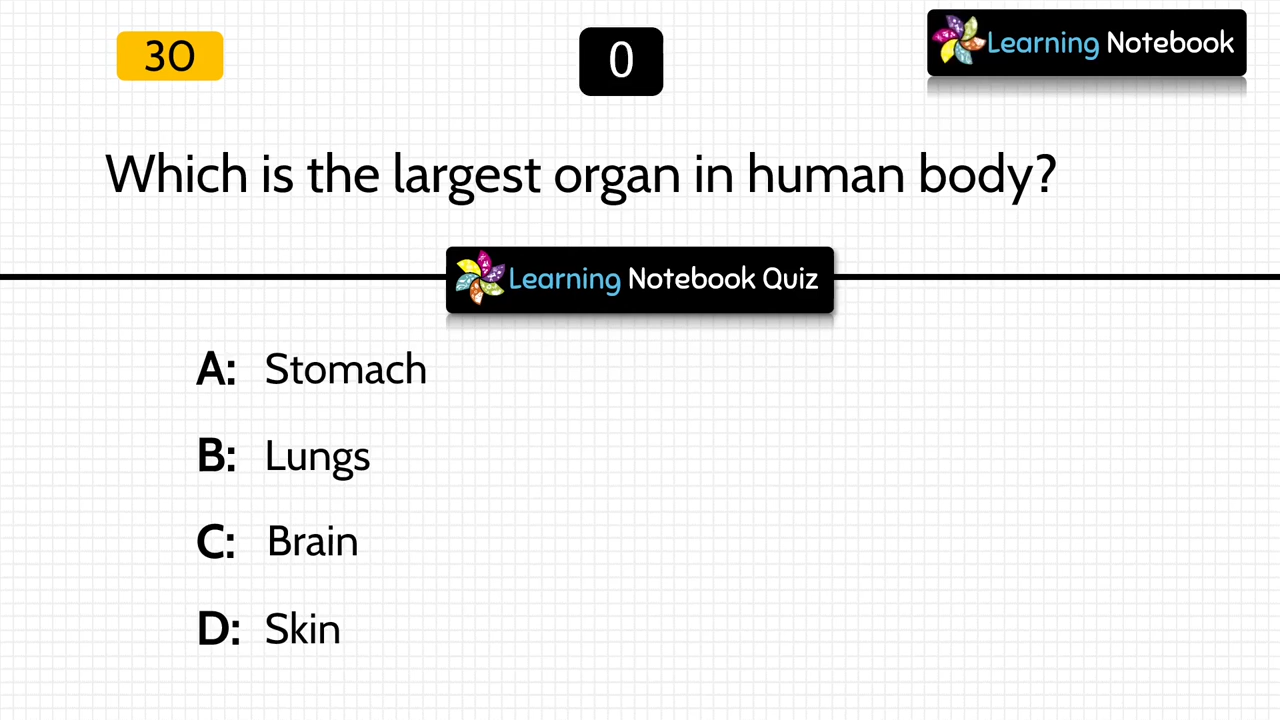 30
0
Learning Notebook
Which is the largest organ in human body?
Learning Notebook Quiz
A: Stomach
B: Lungs
C: Brain
D: Skin